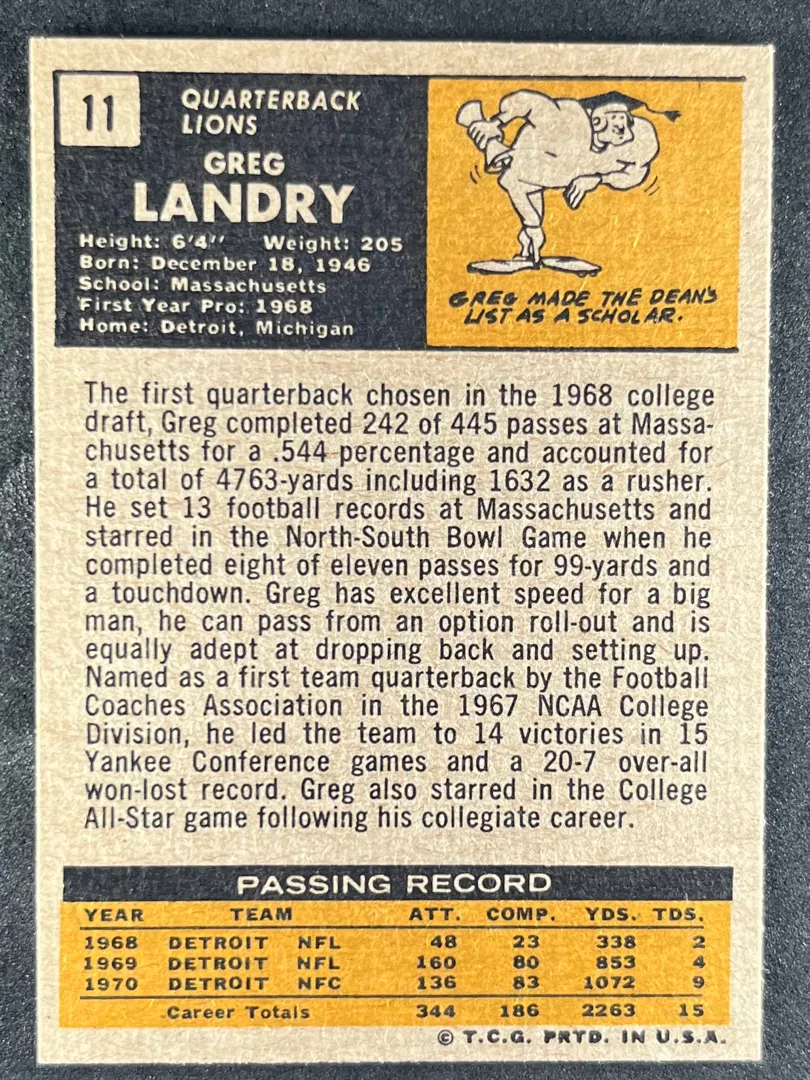 11
QUARTERBACK
LIONS
GREG
LANDRY
Height: 6'4'' Weight: 205
Born: December 18, 1946
School: Massachusetts
First Year Pro: 1968
Home: Detroit, Michigan
GREG MADE THE DEAN'S
LIST AS A SCHOLAR.
The first quarterback chosen in the 1968 college
draft, Greg completed 242 of 445 passes at Massa-
chusetts for a .544 percentage and accounted for
a total of 4763-yards including 1632 as a rusher.
He set 13 football records at Massachusetts and
starred in the North-South Bowl Game when he
completed eight of eleven passes for 99-yards and
a touchdown. Greg has excellent speed for a big
man, he can pass from an option roll-out and is
equally adept at dropping back and setting up.
Named as a first team quarterback by the Football
Coaches Association in the 1967 NCAA College
Division, he led the team to 14 victories in 15
Yankee Conference games and a 20-7 over-all
won-lost record. Greg also starred in the College
All-Star game following his collegiate career.
PASSING RECORD
YEAR TEAM ATT. COMP. YDS. TDS.
1968 DETROIT NFL 48 23 338 2
1969 DETROIT NFL 160 80 853 4
1970 DETROIT NFC 136 83 1072 9
Career Totals 344 186 2263 15
© T.C.G. PRTD. IN U.S.A.